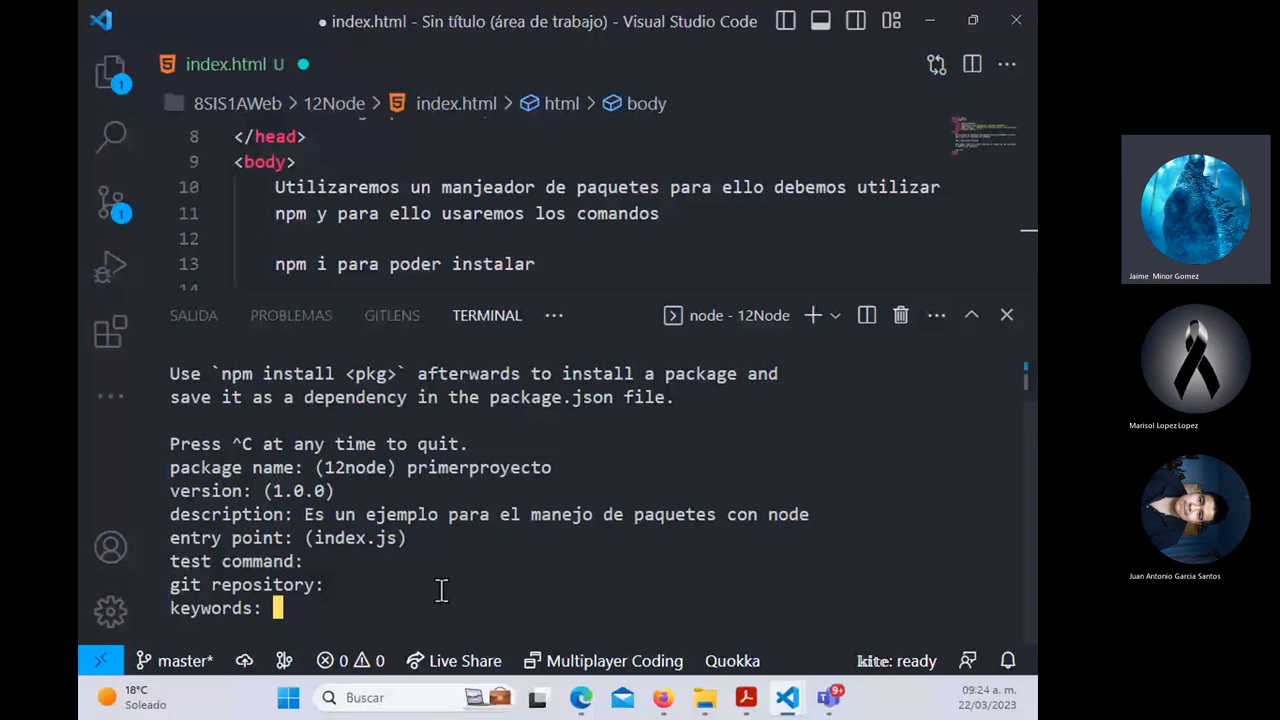 ● index.html - Sin título (área de trabajo) - Visual Studio Code
index.html U ●
8SIS1AWeb > 12Node > index.html > html > body
8 </head>
9 <body>
10 Utilizaremos un manjeador de paquetes para ello debemos utilizar
11 npm y para ello usaremos los comandos
12
13 npm i para poder instalar
14
SALIDA PROBLEMAS GITLENS TERMINAL ··· node - 12Node
Use `npm install <pkg>` afterwards to install a package and
save it as a dependency in the package.json file.
Press ^C at any time to quit.
package name: (12node) primerproyecto
version: (1.0.0)
description: Es un ejemplo para el manejo de paquetes con node
entry point: (index.js)
test command:
git repository:
keywords:
master* 0 0 Live Share Multiplayer Coding Quokka kite: ready
18°C
Soleado
Buscar
9+
09:24 a. m.
22/03/2023
1
1
Jaime Minor Gomez
Marisol Lopez Lopez
Juan Antonio Garcia Santos